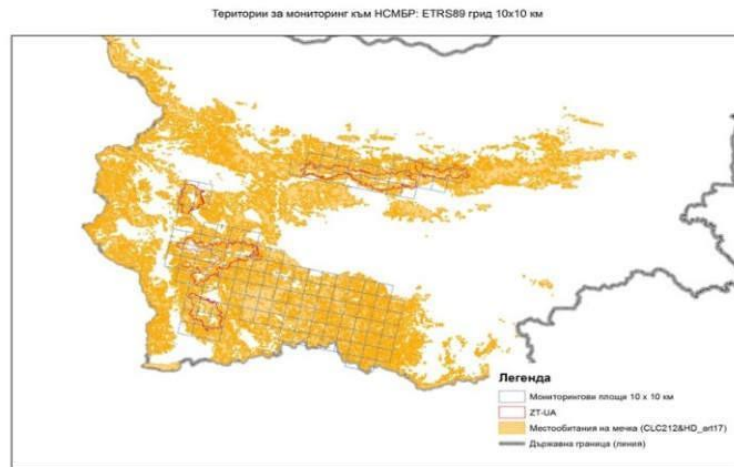 Територии за мониторинг към НСМБР: ETRS89 грид 10x10 км
Легенда
Мониторингови площи 10 x 10 км
ZT-UA
Местообитания на мечка (CLC212&HD_art17)
Държавна граница (линия)